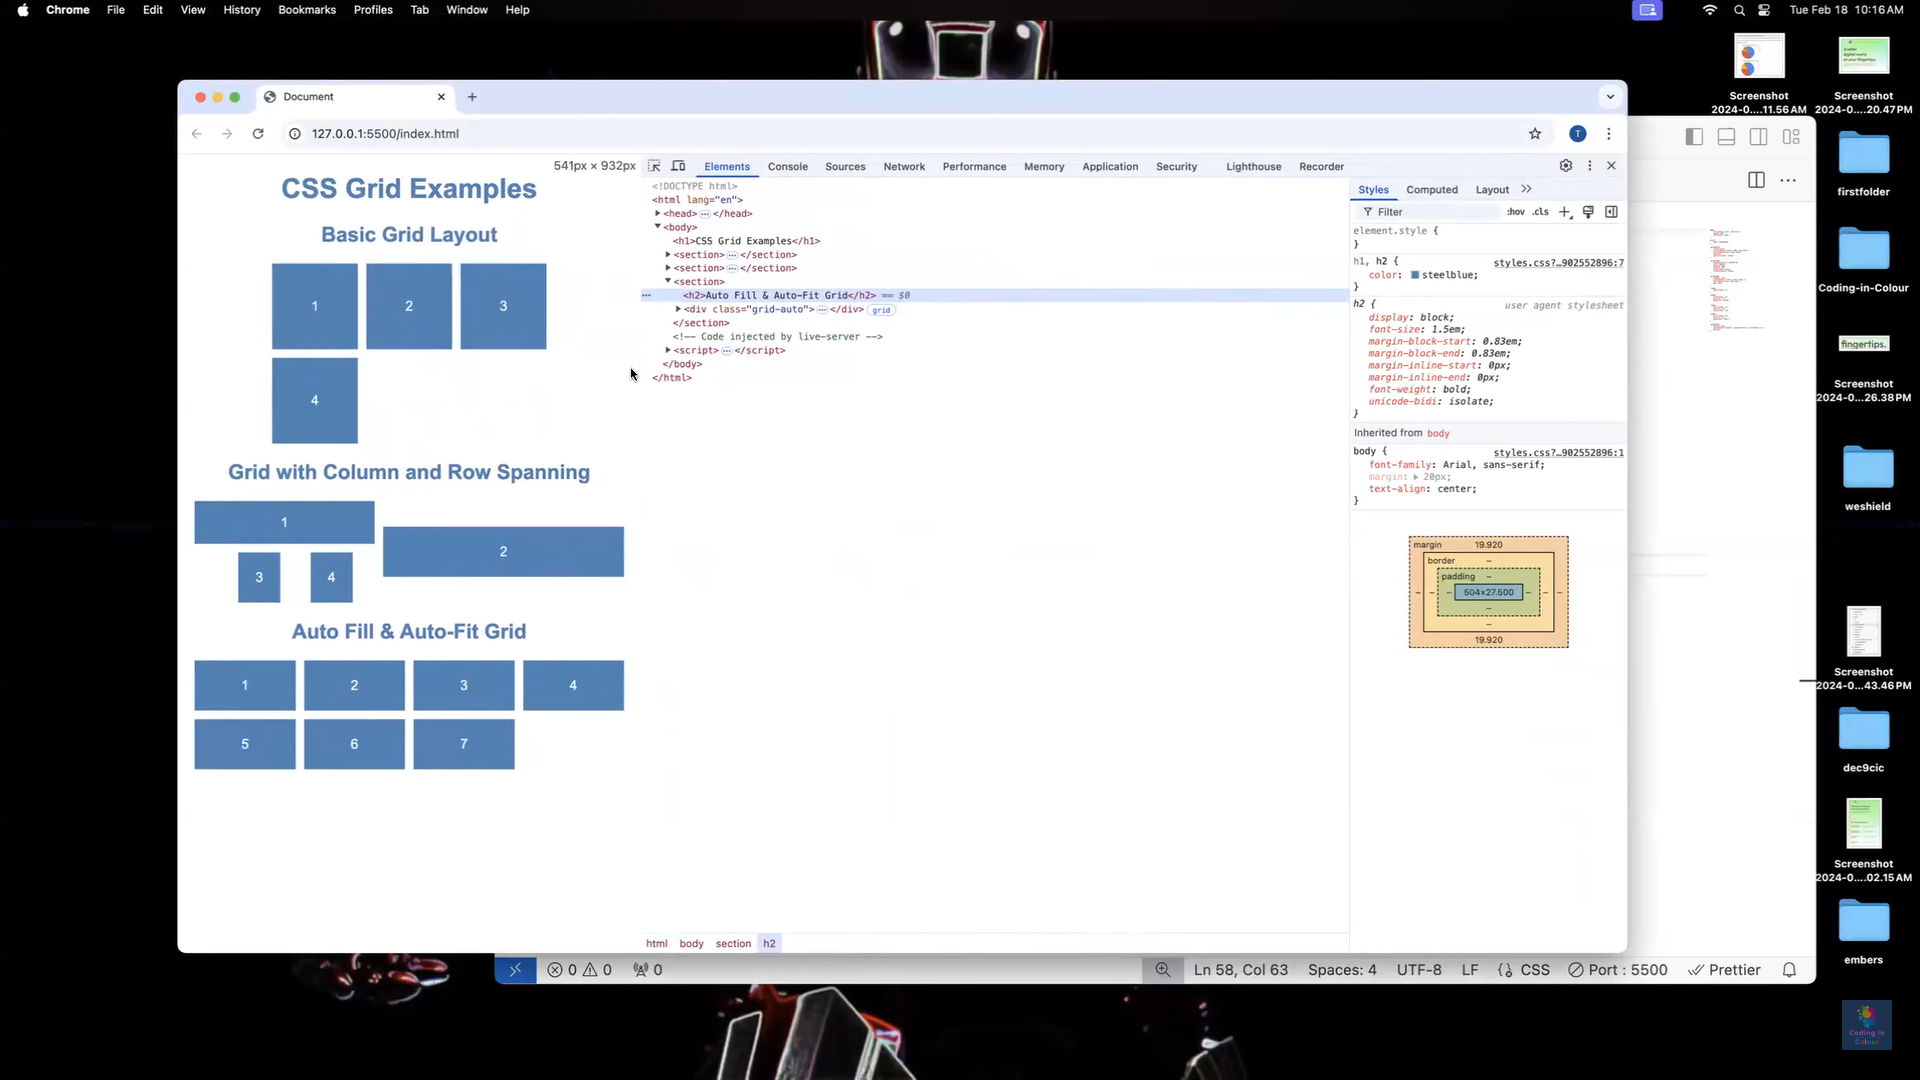 Chrome File Edit View History Bookmarks Profiles Tab Window Help
Tue Feb 18 10:16 AM
Screenshot
2024-0....11.56 AM
Screenshot
2024-0....20.47 PM
firstfolder
Coding-in-Colour
fingertips.
Screenshot
2024-0...26.38 PM
weshield
Screenshot
2024-0...43.46 PM
dec9cic
Screenshot
2024-0....02.15 AM
embers
Coding in
Colour
Document
127.0.0.1:5500/index.html
T
541px × 932px
CSS Grid Examples
Basic Grid Layout
1 2 3
4
Grid with Column and Row Spanning
1
2
3 4
Auto Fill & Auto-Fit Grid
1 2 3 4
5 6 7
Elements Console Sources Network Performance Memory Application Security Lighthouse Recorder
<!DOCTYPE html>
<html lang="en">
<head> … </head>
<body>
<h1>CSS Grid Examples</h1>
<section> … </section>
<section> … </section>
<section>
<h2>Auto Fill & Auto-Fit Grid</h2> == $0
<div class="grid-auto"> … </div> grid
</section>
<!-- Code injected by live-server -->
<script> … </script>
</body>
</html>
html body section h2
Styles Computed Layout
Filter :hov .cls
element.style {
}
h1, h2 { styles.css?…902552896:7
color: steelblue;
}
h2 { user agent stylesheet
display: block;
font-size: 1.5em;
margin-block-start: 0.83em;
margin-block-end: 0.83em;
margin-inline-start: 0px;
margin-inline-end: 0px;
font-weight: bold;
unicode-bidi: isolate;
}
Inherited from body
body { styles.css?…902552896:1
font-family: Arial, sans-serif;
margin: 20px;
text-align: center;
}
margin 19.920
border –
padding –
604×27.500
–
–
19.920
0 0 0
Ln 58, Col 63 Spaces: 4 UTF-8 LF CSS Port : 5500 Prettier